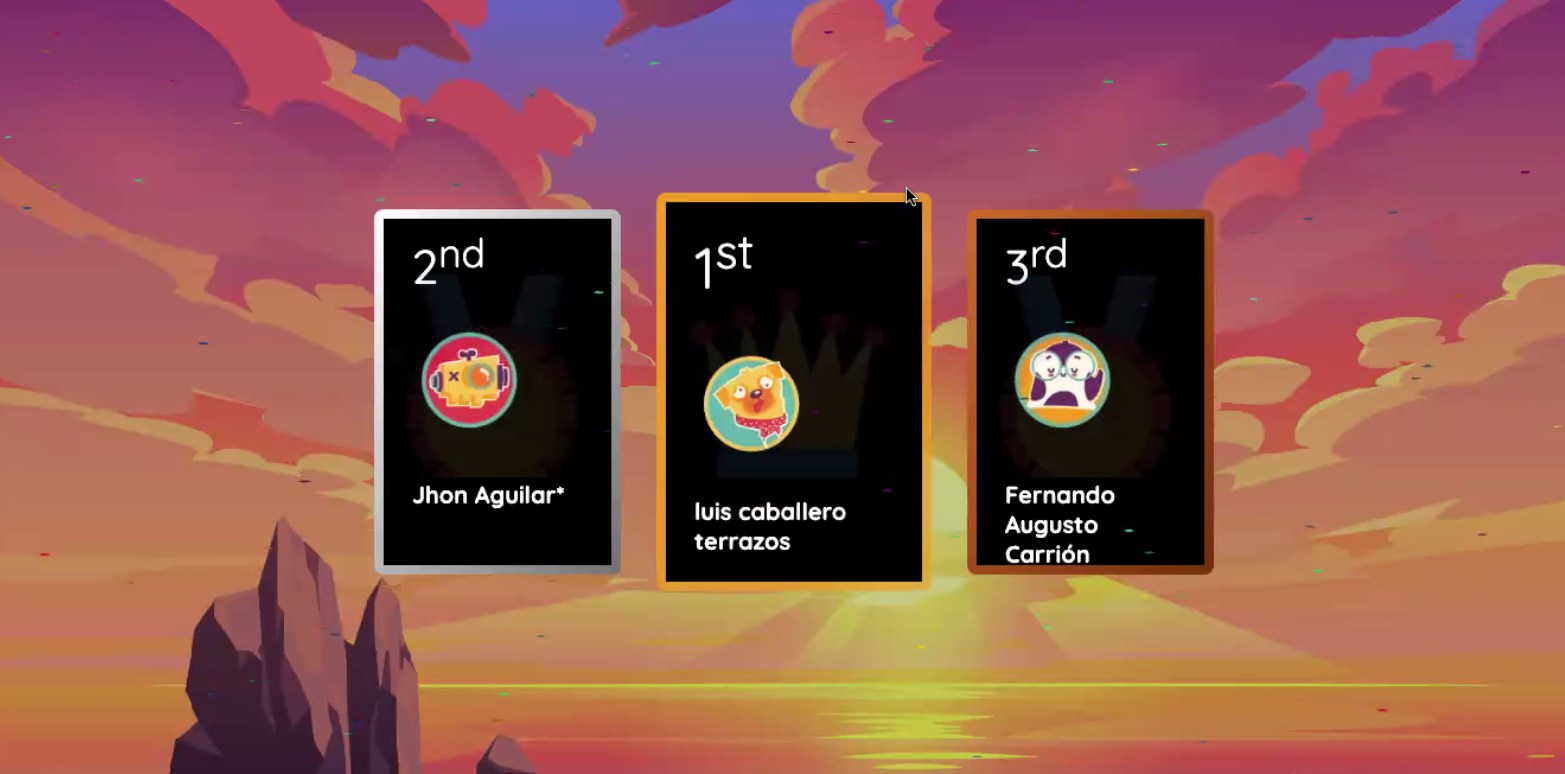 2nd
Jhon Aguilar*
1st
luis caballero
terrazos
3rd
Fernando
Augusto
Carrión